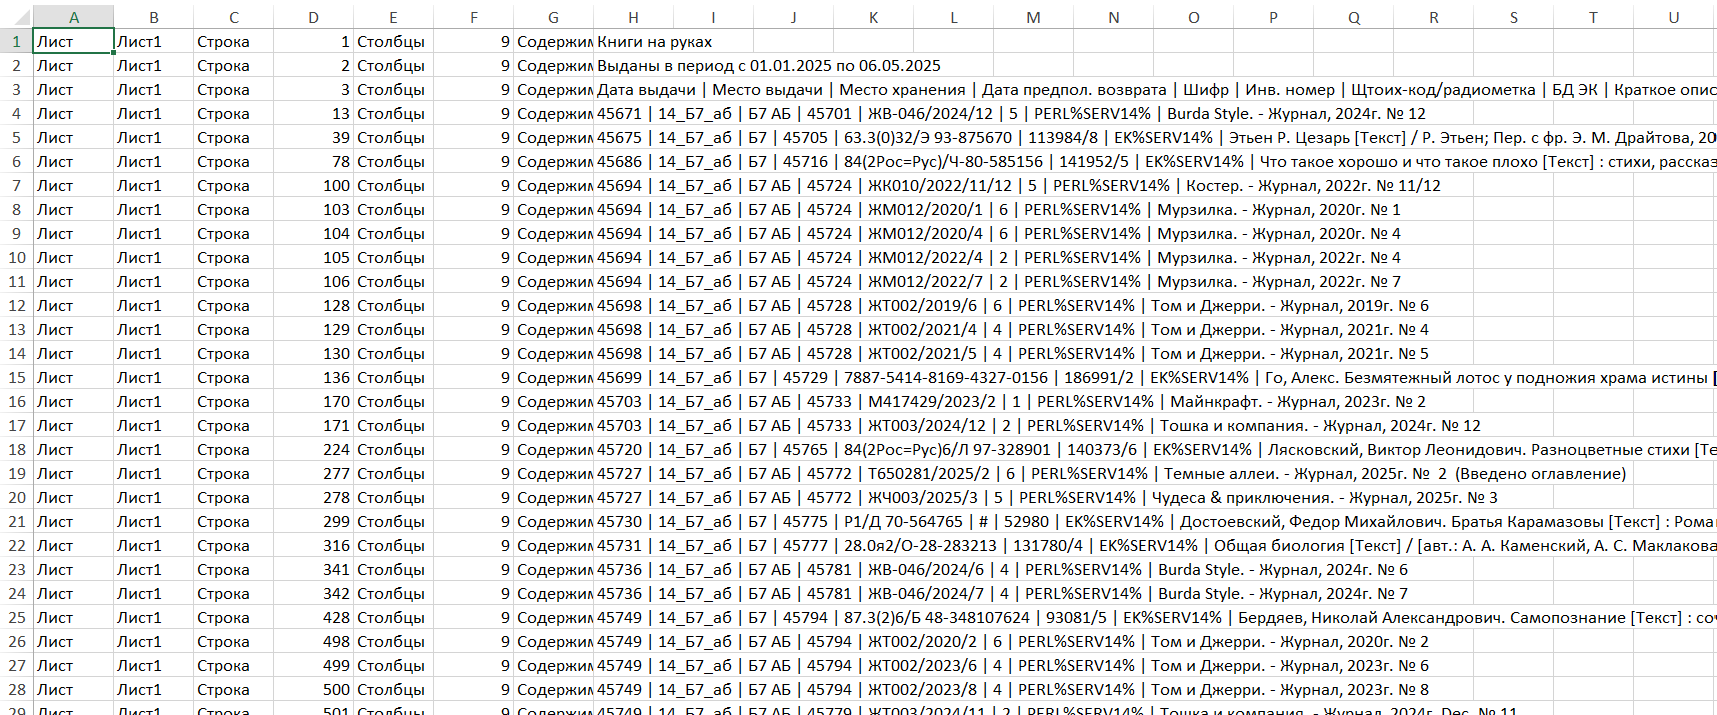 A B C D E F G H I J K L M N O P Q R S T U
1 Лист Лист1 Строка 1 Столбцы 9 Содержим Книги на руках
2 Лист Лист1 Строка 2 Столбцы 9 Содержим Выданы в период с 01.01.2025 по 06.05.2025
3 Лист Лист1 Строка 3 Столбцы 9 Содержим Дата выдачи | Место выдачи | Место хранения | Дата предпол. возврата | Шифр | Инв. номер | Щтоих-код/радиометка | БД ЭК | Краткое опис
4 Лист Лист1 Строка 13 Столбцы 9 Содержим 45671 | 14_Б7_аб | Б7 АБ | 45701 | ЖВ-046/2024/12 | 5 | PERL%SERV14% | Burda Style. - Журнал, 2024г. № 12
5 Лист Лист1 Строка 39 Столбцы 9 Содержим 45675 | 14_Б7_аб | Б7 | 45705 | 63.3(0)32/Э 93-875670 | 113984/8 | EK%SERV14% | Этьен Р. Цезарь [Текст] / Р. Этьен; Пер. с фр. Э. М. Драйтова, 20
6 Лист Лист1 Строка 78 Столбцы 9 Содержим 45686 | 14_Б7_аб | Б7 | 45716 | 84(2Рос=Рус)/Ч-80-585156 | 141952/5 | EK%SERV14% | Что такое хорошо и что такое плохо [Текст] : стихи, рассказ
7 Лист Лист1 Строка 100 Столбцы 9 Содержим 45694 | 14_Б7_аб | Б7 АБ | 45724 | ЖК010/2022/11/12 | 5 | PERL%SERV14% | Костер. - Журнал, 2022г. № 11/12
8 Лист Лист1 Строка 103 Столбцы 9 Содержим 45694 | 14_Б7_аб | Б7 АБ | 45724 | ЖМ012/2020/1 | 6 | PERL%SERV14% | Мурзилка. - Журнал, 2020г. № 1
9 Лист Лист1 Строка 104 Столбцы 9 Содержим 45694 | 14_Б7_аб | Б7 АБ | 45724 | ЖМ012/2020/4 | 6 | PERL%SERV14% | Мурзилка. - Журнал, 2020г. № 4
10 Лист Лист1 Строка 105 Столбцы 9 Содержим 45694 | 14_Б7_аб | Б7 АБ | 45724 | ЖМ012/2022/4 | 2 | PERL%SERV14% | Мурзилка. - Журнал, 2022г. № 4
11 Лист Лист1 Строка 106 Столбцы 9 Содержим 45694 | 14_Б7_аб | Б7 АБ | 45724 | ЖМ012/2022/7 | 2 | PERL%SERV14% | Мурзилка. - Журнал, 2022г. № 7
12 Лист Лист1 Строка 128 Столбцы 9 Содержим 45698 | 14_Б7_аб | Б7 АБ | 45728 | ЖТ002/2019/6 | 6 | PERL%SERV14% | Том и Джерри. - Журнал, 2019г. № 6
13 Лист Лист1 Строка 129 Столбцы 9 Содержим 45698 | 14_Б7_аб | Б7 АБ | 45728 | ЖТ002/2021/4 | 4 | PERL%SERV14% | Том и Джерри. - Журнал, 2021г. № 4
14 Лист Лист1 Строка 130 Столбцы 9 Содержим 45698 | 14_Б7_аб | Б7 АБ | 45728 | ЖТ002/2021/5 | 4 | PERL%SERV14% | Том и Джерри. - Журнал, 2021г. № 5
15 Лист Лист1 Строка 136 Столбцы 9 Содержим 45699 | 14_Б7_аб | Б7 | 45729 | 7887-5414-8169-4327-0156 | 186991/2 | EK%SERV14% | Го, Алекс. Безмятежный лотос у подножия храма истины [
16 Лист Лист1 Строка 170 Столбцы 9 Содержим 45703 | 14_Б7_аб | Б7 АБ | 45733 | М417429/2023/2 | 1 | PERL%SERV14% | Майнкрафт. - Журнал, 2023г. № 2
17 Лист Лист1 Строка 171 Столбцы 9 Содержим 45703 | 14_Б7_аб | Б7 АБ | 45733 | ЖТ003/2024/12 | 2 | PERL%SERV14% | Тошка и компания. - Журнал, 2024г. № 12
18 Лист Лист1 Строка 224 Столбцы 9 Содержим 45720 | 14_Б7_аб | Б7 | 45765 | 84(2Рос=Рус)6/Л 97-328901 | 140373/6 | EK%SERV14% | Лясковский, Виктор Леонидович. Разноцветные стихи [Те
19 Лист Лист1 Строка 277 Столбцы 9 Содержим 45727 | 14_Б7_аб | Б7 АБ | 45772 | Т650281/2025/2 | 6 | PERL%SERV14% | Темные аллеи. - Журнал, 2025г. №  2  (Введено оглавление)
20 Лист Лист1 Строка 278 Столбцы 9 Содержим 45727 | 14_Б7_аб | Б7 АБ | 45772 | ЖЧ003/2025/3 | 5 | PERL%SERV14% | Чудеса & приключения. - Журнал, 2025г. № 3
21 Лист Лист1 Строка 299 Столбцы 9 Содержим 45730 | 14_Б7_аб | Б7 | 45775 | Р1/Д 70-564765 | # | 52980 | EK%SERV14% | Достоевский, Федор Михайлович. Братья Карамазовы [Текст] : Рома
22 Лист Лист1 Строка 316 Столбцы 9 Содержим 45731 | 14_Б7_аб | Б7 | 45777 | 28.0я2/О-28-283213 | 131780/4 | EK%SERV14% | Общая биология [Текст] / [авт.: А. А. Каменский, А. С. Маклакова
23 Лист Лист1 Строка 341 Столбцы 9 Содержим 45736 | 14_Б7_аб | Б7 АБ | 45781 | ЖВ-046/2024/6 | 4 | PERL%SERV14% | Burda Style. - Журнал, 2024г. № 6
24 Лист Лист1 Строка 342 Столбцы 9 Содержим 45736 | 14_Б7_аб | Б7 АБ | 45781 | ЖВ-046/2024/7 | 4 | PERL%SERV14% | Burda Style. - Журнал, 2024г. № 7
25 Лист Лист1 Строка 428 Столбцы 9 Содержим 45749 | 14_Б7_аб | Б7 | 45794 | 87.3(2)6/Б 48-348107624 | 93081/5 | EK%SERV14% | Бердяев, Николай Александрович. Самопознание [Текст] : соч
26 Лист Лист1 Строка 498 Столбцы 9 Содержим 45749 | 14_Б7_аб | Б7 АБ | 45794 | ЖТ002/2020/2 | 6 | PERL%SERV14% | Том и Джерри. - Журнал, 2020г. № 2
27 Лист Лист1 Строка 499 Столбцы 9 Содержим 45749 | 14_Б7_аб | Б7 АБ | 45794 | ЖТ002/2023/6 | 4 | PERL%SERV14% | Том и Джерри. - Журнал, 2023г. № 6
28 Лист Лист1 Строка 500 Столбцы 9 Содержим 45749 | 14_Б7_аб | Б7 АБ | 45794 | ЖТ002/2023/8 | 4 | PERL%SERV14% | Том и Джерри. - Журнал, 2023г. № 8
29 Лист Лист1 Строка 501 Столбцы 9 Содержим 45749 | 14_Б7_аб | Б7 АБ | 45779 | ЖТ003/2024/11 | 2 | PERL%SERV14% | Тошка и компания. - Журнал, 2024г. Dec. № 11